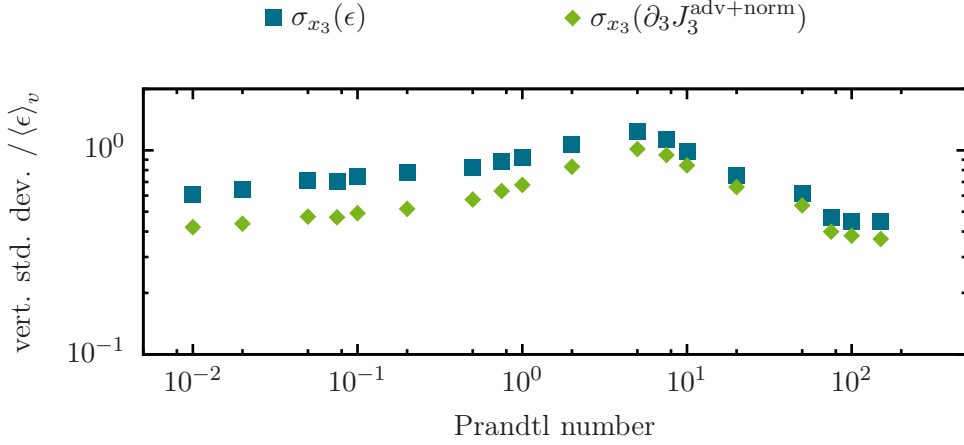 σ_{x_3}(ϵ)
σ_{x_3}(∂_3 J_3^{adv+norm})
vert. std. dev. / ⟨ϵ⟩_v
10^0
10^{-1}
10^{-2} 10^{-1} 10^0 10^1 10^2
Prandtl number